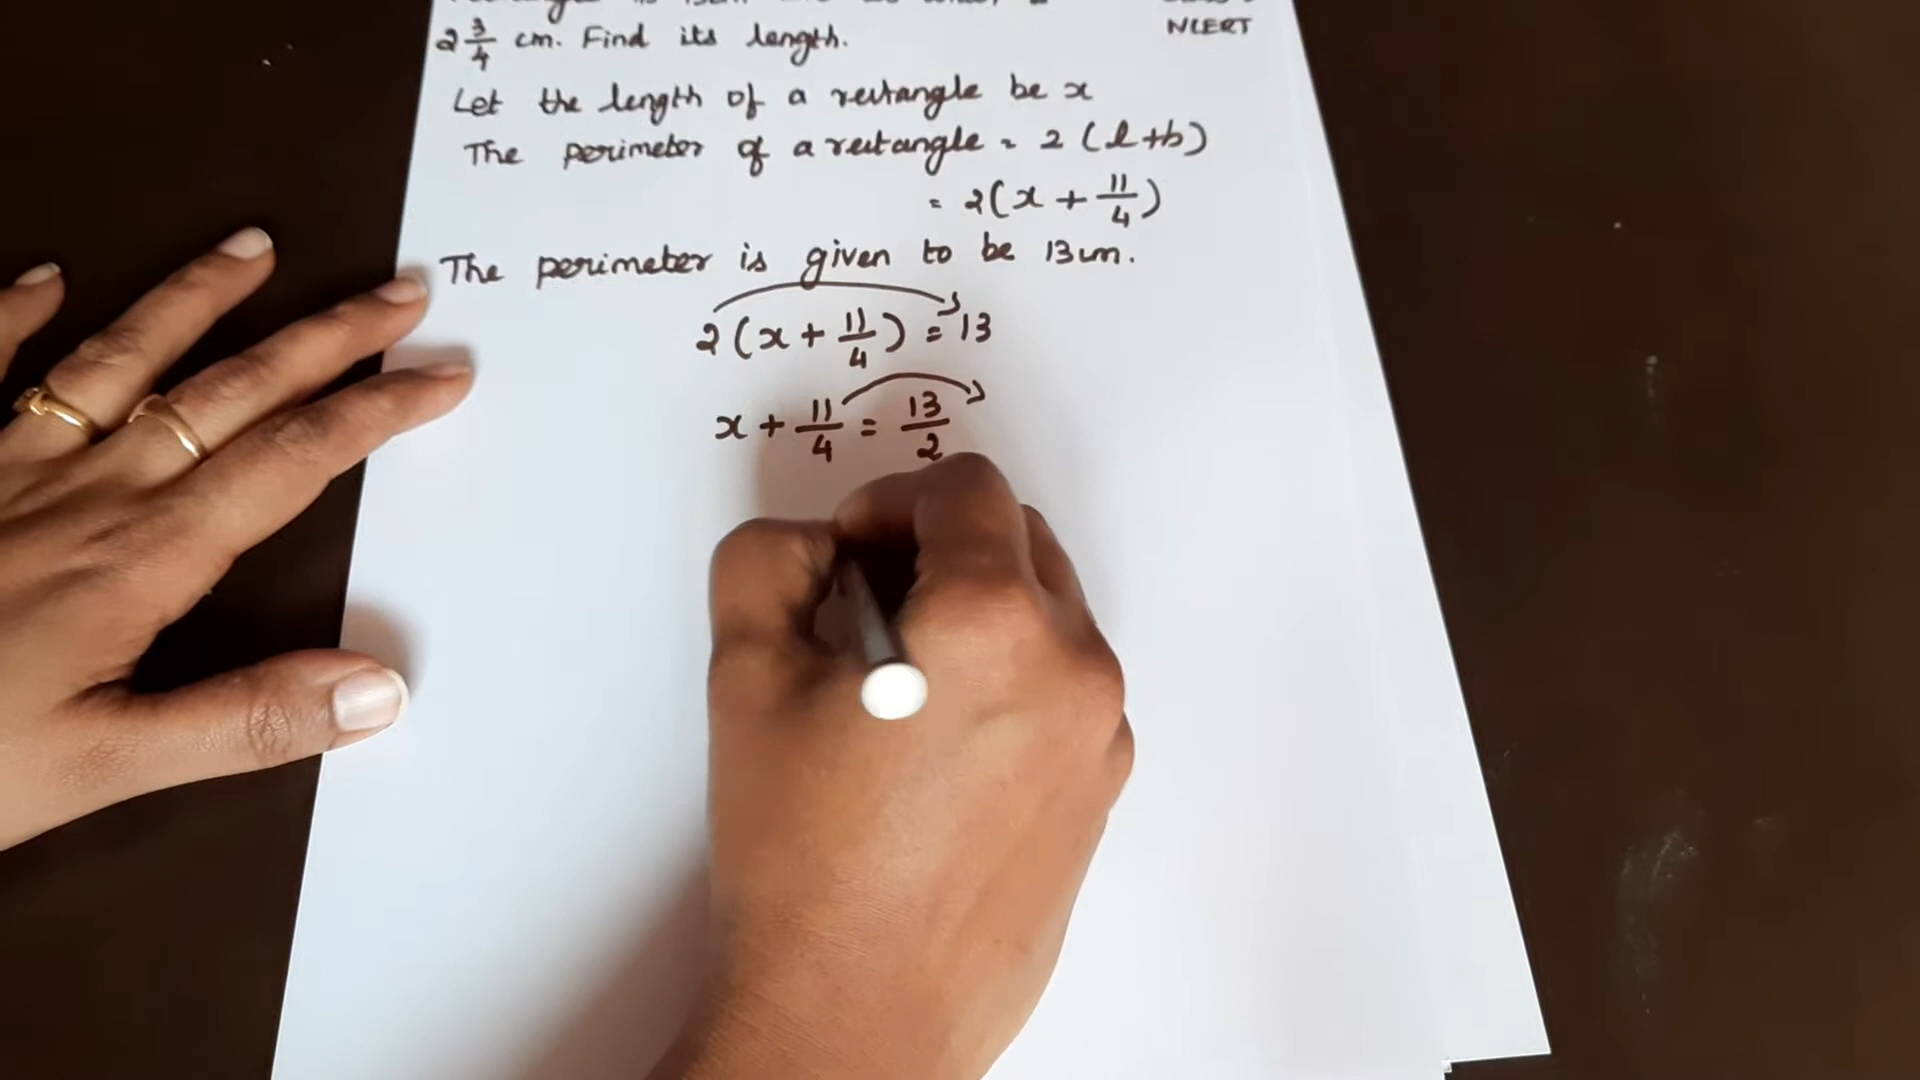 2 3/4 cm. Find its length.
NCERT
Let the length of a rectangle be x
The perimeter of a rectangle = 2 (l+b)
= 2(x + 11/4)
The perimeter is given to be 13cm.
2(x + 11/4) = 13
x + 11/4 = 13/2